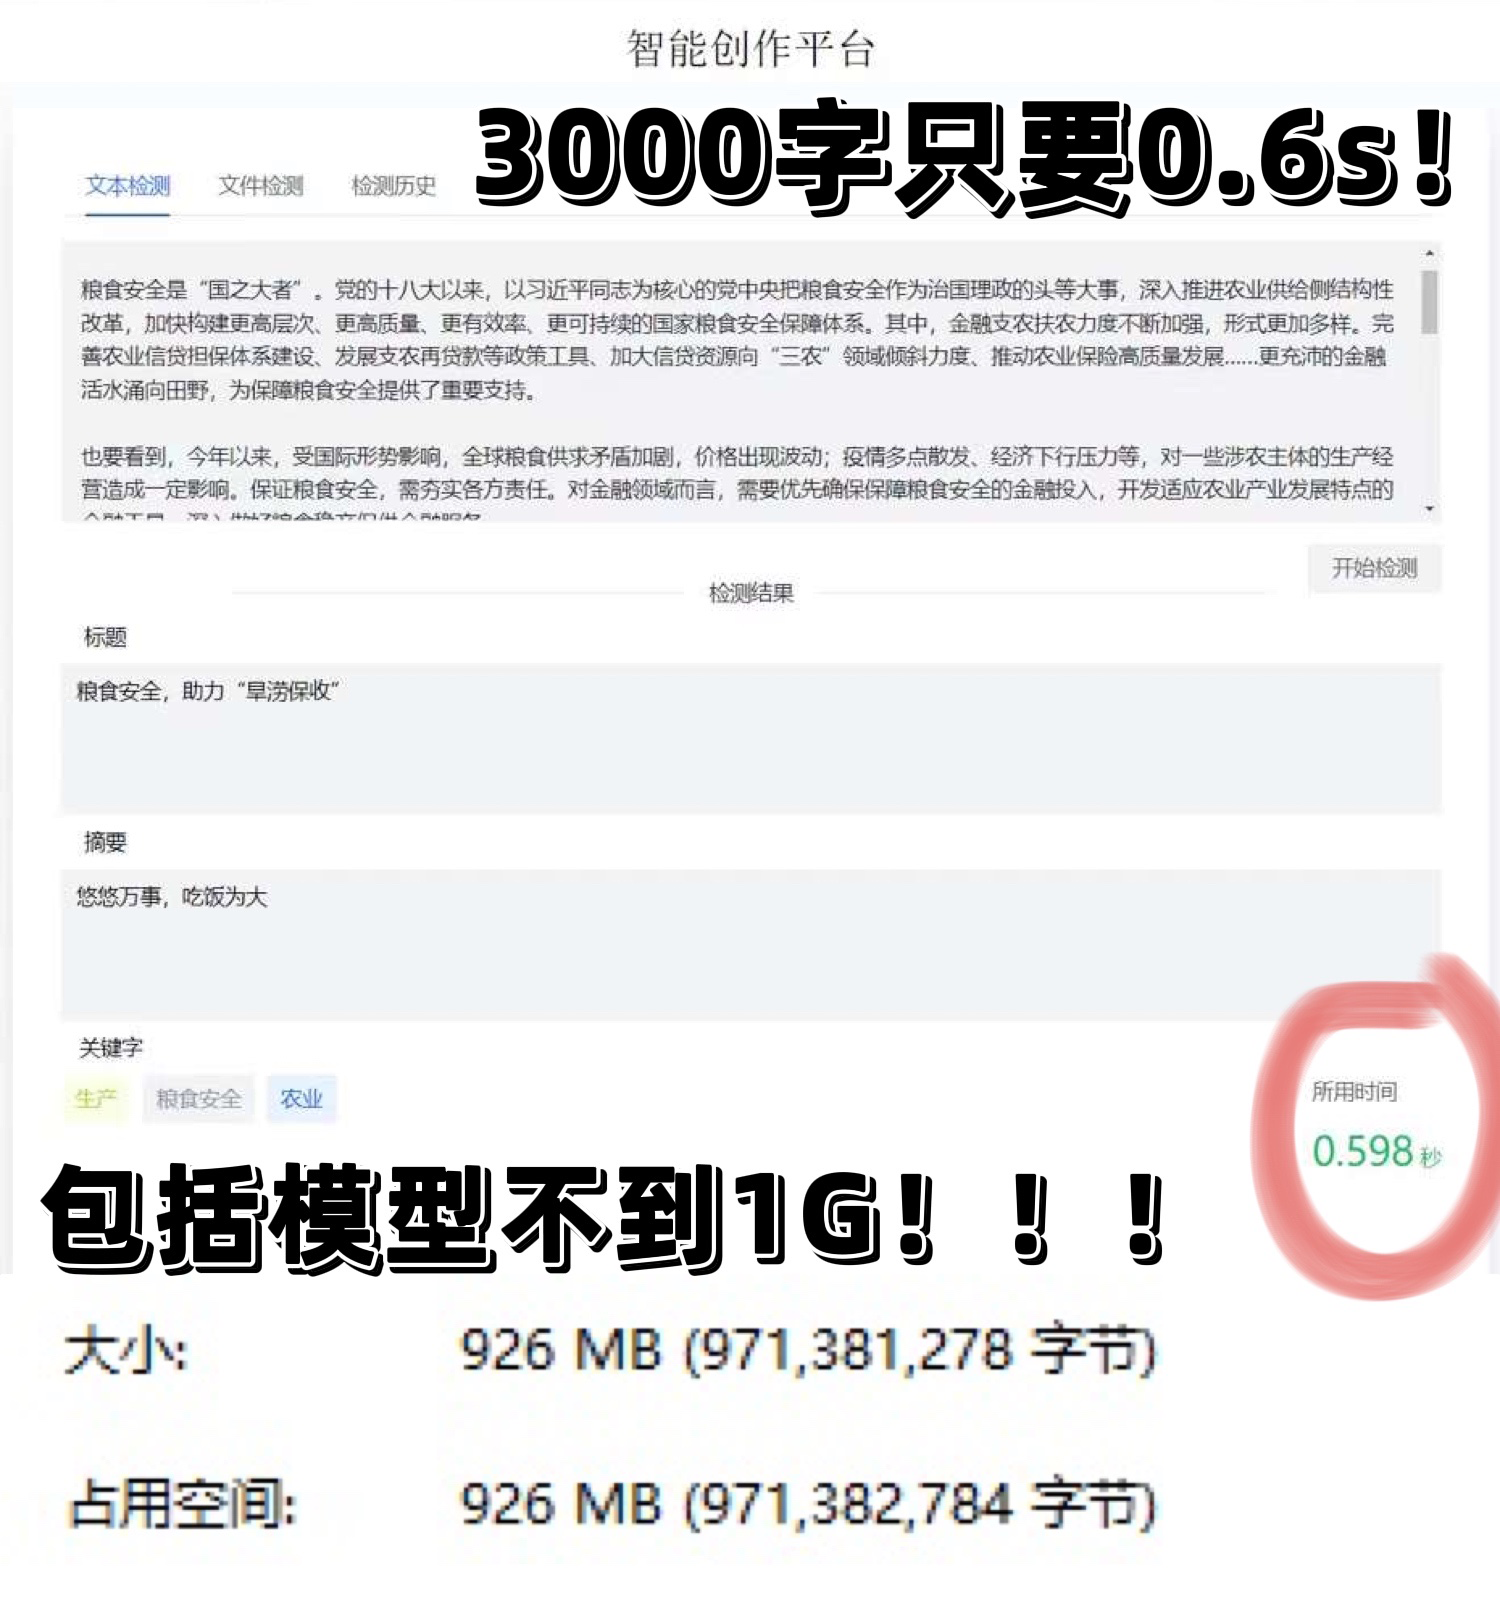 智能创作平台
3000字只要0.6s!
文本检测 文件检测 检测历史
粮食安全是“国之大者”。党的十八大以来，以习近平同志为核心的党中央把粮食安全作为治国理政的头等大事，深入推进农业供给侧结构性
改革，加快构建更高层次、更高质量、更有效率、更可持续的国家粮食安全保障体系。其中，金融支农扶农力度不断加强，形式更加多样。完
善农业信贷担保体系建设、发展支农再贷款等政策工具、加大信贷资源向“三农”领域倾斜力度、推动农业保险高质量发展......更充沛的金融
活水涌向田野，为保障粮食安全提供了重要支持。
也要看到，今年以来，受国际形势影响，全球粮食供求矛盾加剧，价格出现波动；疫情多点散发、经济下行压力等，对一些涉农主体的生产经
营造成一定影响。保证粮食安全，需夯实各方责任。对金融领域而言，需要优先确保保障粮食安全的金融投入，开发适应农业产业发展特点的
开始检测
检测结果
标题
粮食安全，助力“旱涝保收”
摘要
悠悠万事，吃饭为大
关键字
生产 粮食安全 农业
所用时间
0.598秒
包括模型不到1G！！！
大小: 926 MB (971,381,278 字节)
占用空间: 926 MB (971,382,784 字节)